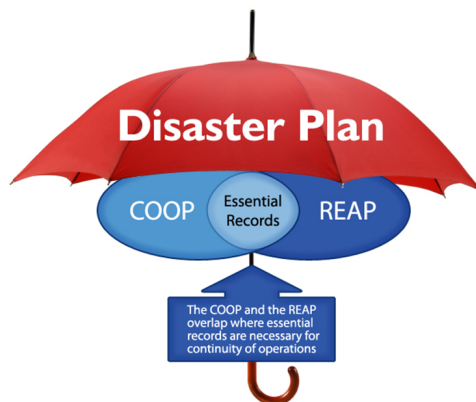 Disaster Plan
COOP
Essential
Records
REAP
The COOP and the REAP
overlap where essential
records are necessary for
continuity of operations